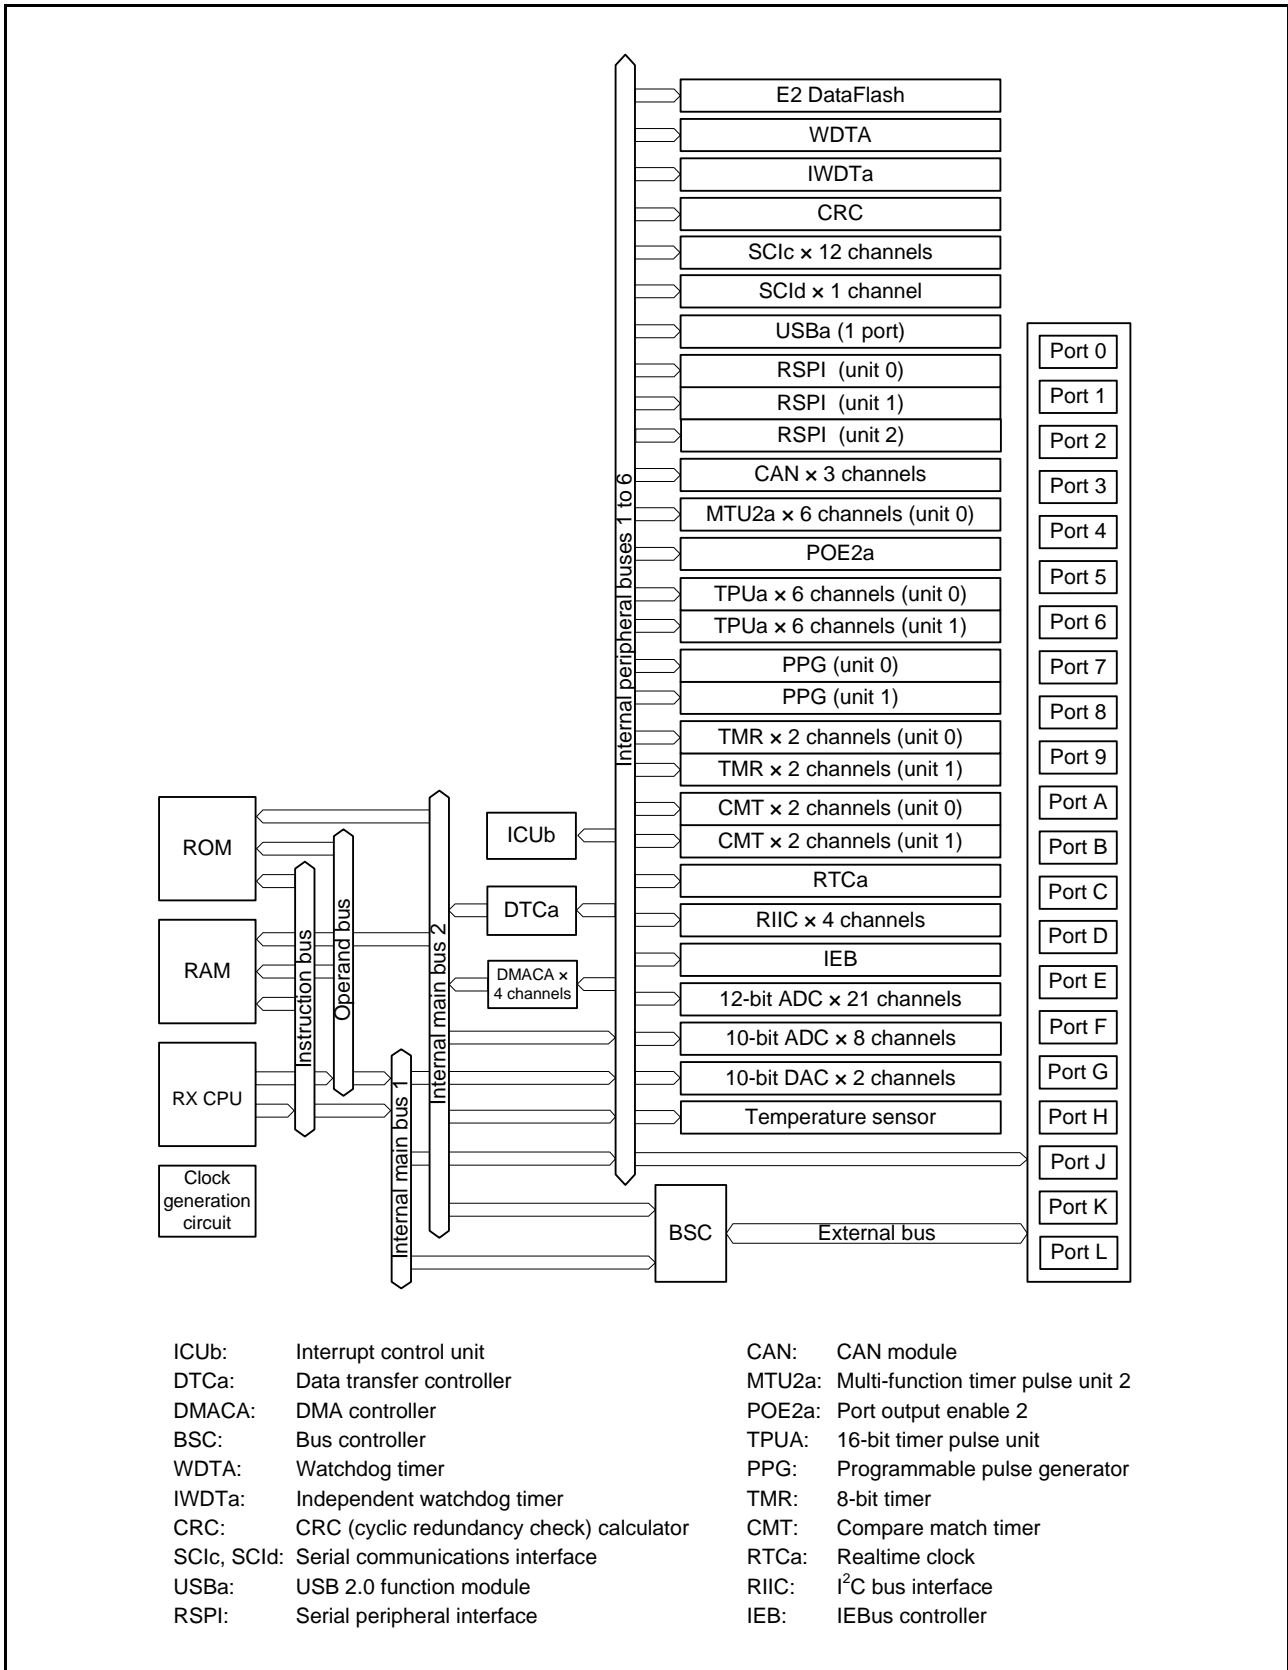 E2 DataFlash
WDTA
IWDTa
CRC
SCIc × 12 channels
SCId × 1 channel
USBa (1 port)
RSPI (unit 0)
RSPI (unit 1)
RSPI (unit 2)
CAN × 3 channels
MTU2a × 6 channels (unit 0)
POE2a
TPUa × 6 channels (unit 0)
TPUa × 6 channels (unit 1)
PPG (unit 0)
PPG (unit 1)
TMR × 2 channels (unit 0)
TMR × 2 channels (unit 1)
CMT × 2 channels (unit 0)
CMT × 2 channels (unit 1)
RTCa
RIIC × 4 channels
IEB
12-bit ADC × 21 channels
10-bit ADC × 8 channels
10-bit DAC × 2 channels
Temperature sensor
Port 0
Port 1
Port 2
Port 3
Port 4
Port 5
Port 6
Port 7
Port 8
Port 9
Port A
Port B
Port C
Port D
Port E
Port F
Port G
Port H
Port J
Port K
Port L
Internal peripheral buses 1 to 6
ICUb
DTCa
DMACA ×
4 channels
ROM
RAM
RX CPU
Clock
generation
circuit
Instruction bus
Operand bus
Internal main bus 1
Internal main bus 2
BSC
External bus
ICUb: Interrupt control unit
DTCa: Data transfer controller
DMACA: DMA controller
BSC: Bus controller
WDTA: Watchdog timer
IWDTa: Independent watchdog timer
CRC: CRC (cyclic redundancy check) calculator
SCIc, SCId: Serial communications interface
USBa: USB 2.0 function module
RSPI: Serial peripheral interface
CAN: CAN module
MTU2a: Multi-function timer pulse unit 2
POE2a: Port output enable 2
TPUA: 16-bit timer pulse unit
PPG: Programmable pulse generator
TMR: 8-bit timer
CMT: Compare match timer
RTCa: Realtime clock
RIIC: I²C bus interface
IEB: IEBus controller